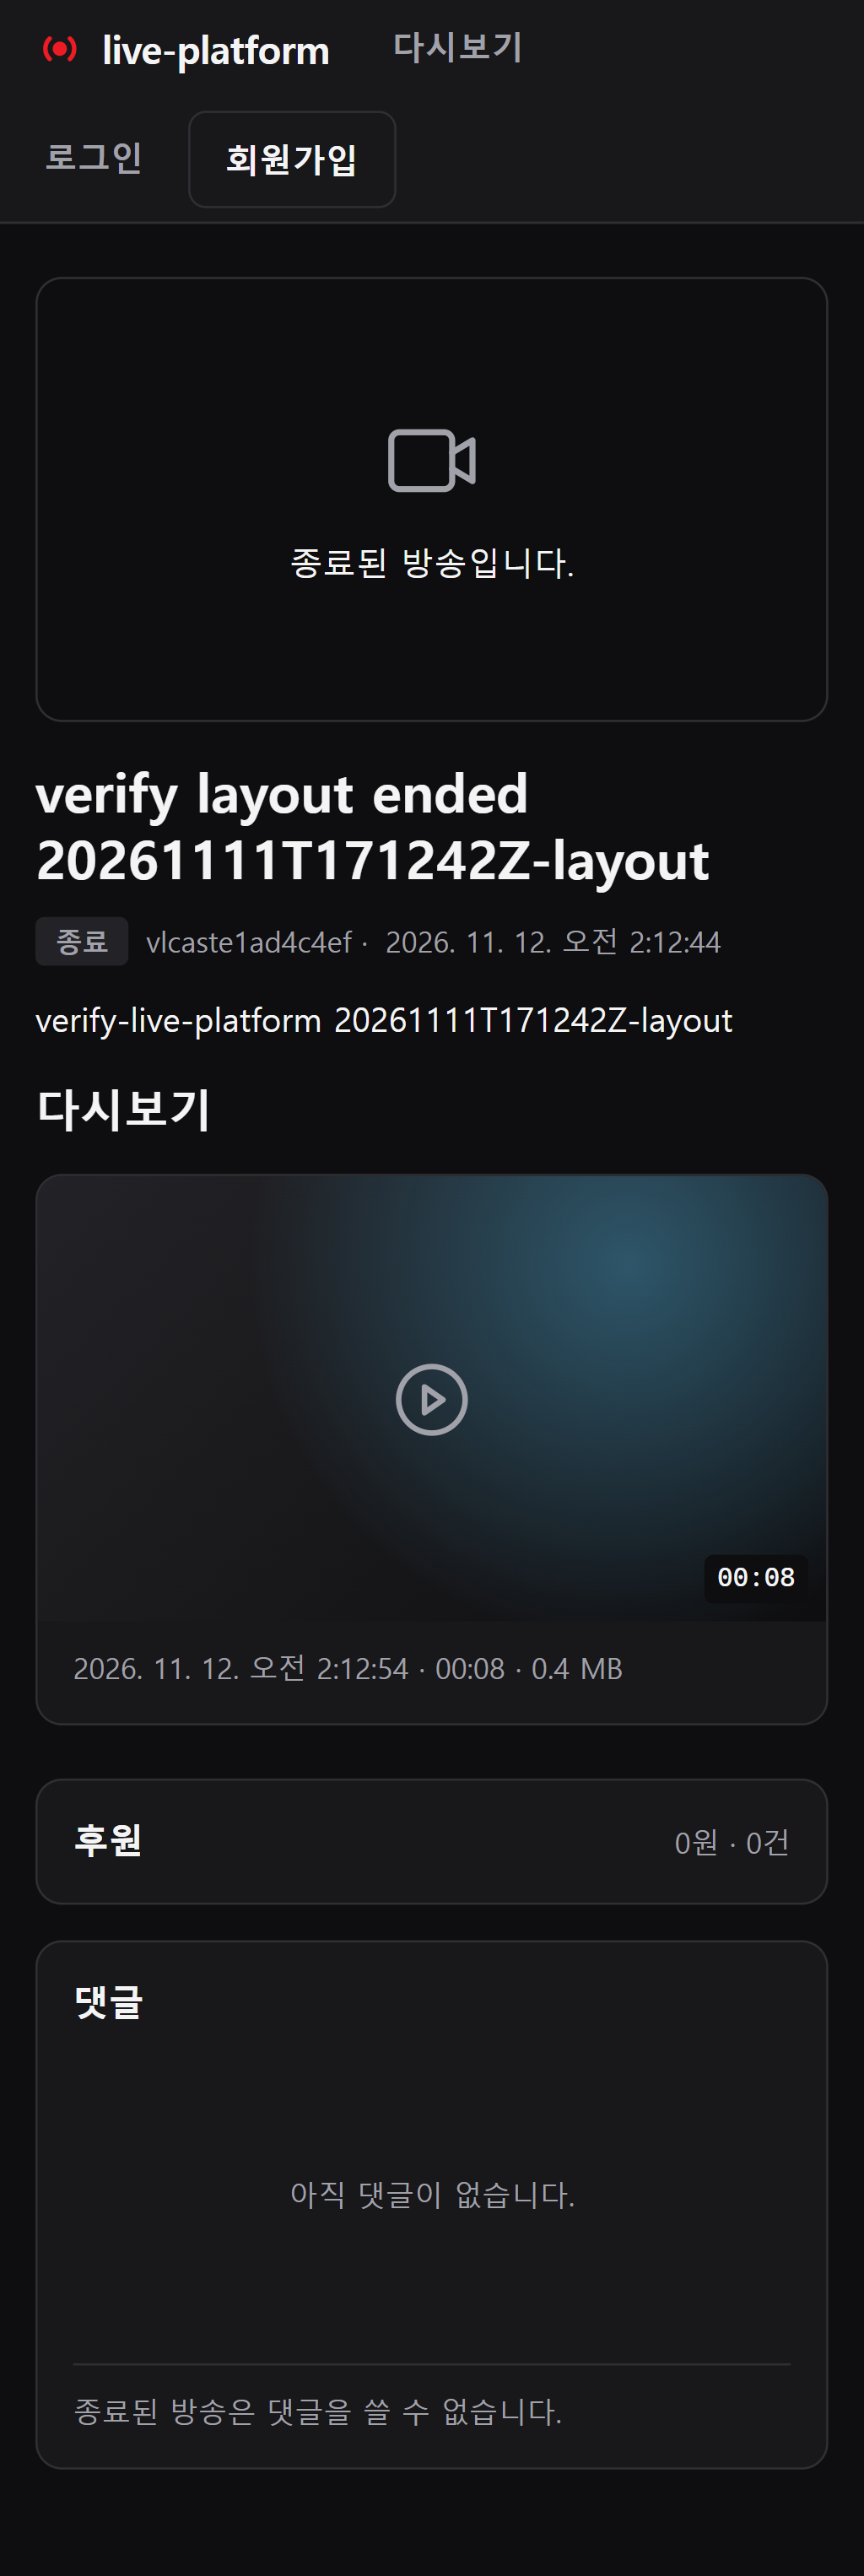 live-platform 다시보기
로그인 회원가입
종료된 방송입니다.
verify layout ended
20261111T171242Z-layout
종료 vlcaste1ad4c4ef · 2026. 11. 12. 오전 2:12:44
verify-live-platform 20261111T171242Z-layout
다시보기
00:08
2026. 11. 12. 오전 2:12:54 · 00:08 · 0.4 MB
후원 0원 · 0건
댓글
아직 댓글이 없습니다.
종료된 방송은 댓글을 쓸 수 없습니다.